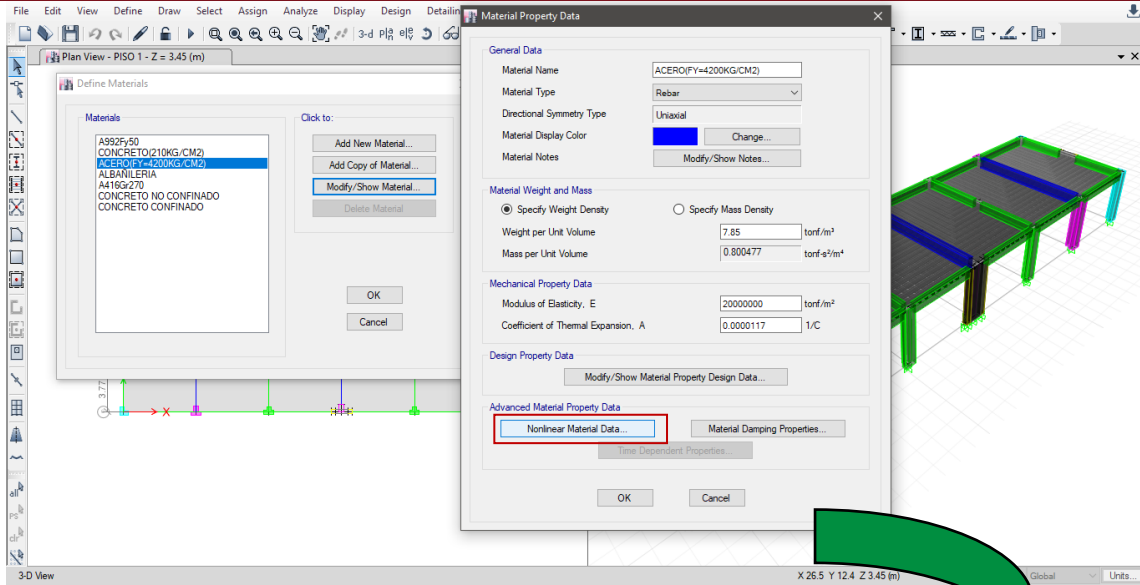 File Edit View Define Draw Select Assign Analyze Display Design Detailin
3-d
Plan View - PISO 1 - Z = 3.45 (m)
Define Materials
Materials
A992Fy50
CONCRETO(210KG/CM2)
ACERO(FY=4200KG/CM2)
ALBAÑILERIA
A416Gr270
CONCRETO NO CONFINADO
CONCRETO CONFINADO
Click to:
Add New Material...
Add Copy of Material...
Modify/Show Material...
Delete Material
OK
Cancel
3.77
X
all
PS
clr
Material Property Data
General Data
Material Name ACERO(FY=4200KG/CM2)
Material Type Rebar
Directional Symmetry Type Uniaxial
Material Display Color Change...
Material Notes Modify/Show Notes...
Material Weight and Mass
Specify Weight Density Specify Mass Density
Weight per Unit Volume 7.85 tonf/m³
Mass per Unit Volume 0.800477 tonf-s²/m⁴
Mechanical Property Data
Modulus of Elasticity, E 20000000 tonf/m²
Coefficient of Thermal Expansion, A 0.0000117 1/C
Design Property Data
Modify/Show Material Property Design Data...
Advanced Material Property Data
Nonlinear Material Data... Material Damping Properties...
Time Dependent Properties...
OK Cancel
3-D View X 26.5 Y 12.4 Z 3.45 (m) Global Units...